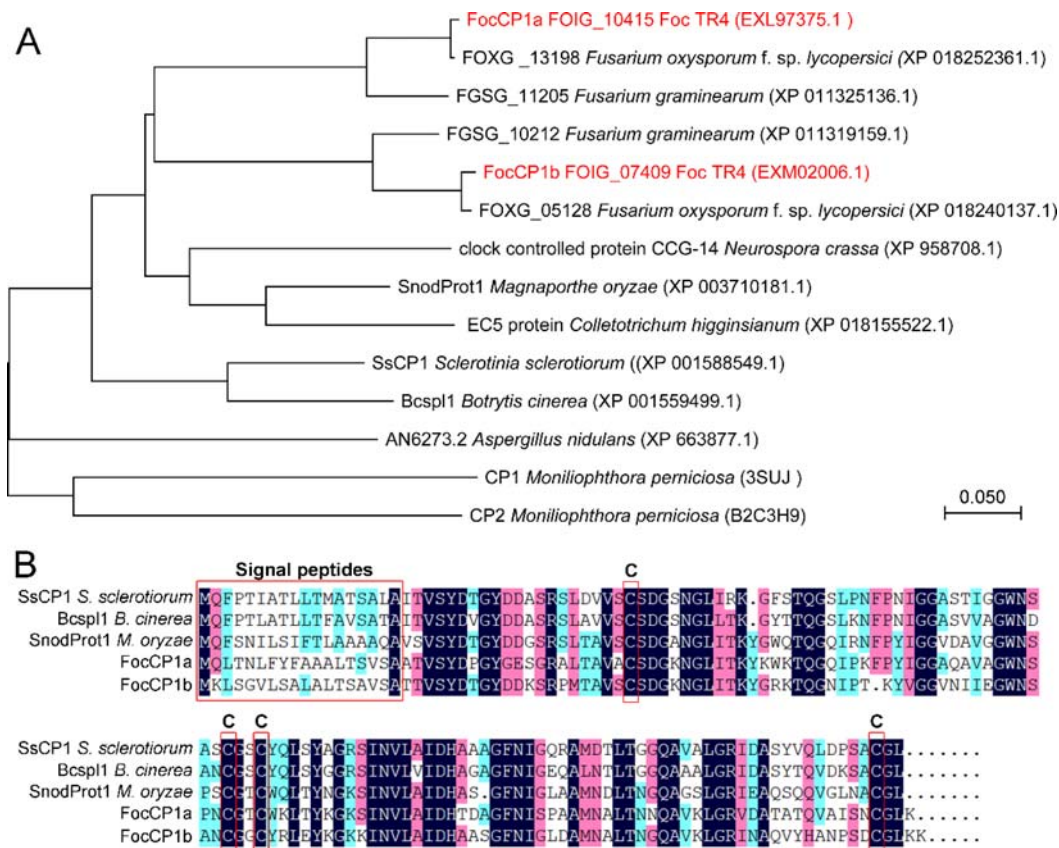 A
FocCP1a FOIG_10415 Foc TR4 (EXL97375.1 )
FOXG _13198 Fusarium oxysporum f. sp. lycopersici (XP 018252361.1)
FGSG_11205 Fusarium graminearum (XP 011325136.1)
FGSG_10212 Fusarium graminearum (XP 011319159.1)
FocCP1b FOIG_07409 Foc TR4 (EXM02006.1)
FOXG_05128 Fusarium oxysporum f. sp. lycopersici (XP 018240137.1)
clock controlled protein CCG-14 Neurospora crassa (XP 958708.1)
SnodProt1 Magnaporthe oryzae (XP 003710181.1)
EC5 protein Colletotrichum higginsianum (XP 018155522.1)
SsCP1 Sclerotinia sclerotiorum ((XP 001588549.1)
Bcspl1 Botrytis cinerea (XP 001559499.1)
AN6273.2 Aspergillus nidulans (XP 663877.1)
CP1 Moniliophthora perniciosa (3SUJ )
CP2 Moniliophthora perniciosa (B2C3H9)
0.050
B
Signal peptides C
SsCP1 S. sclerotiorum MQFPTIATLLTMATSALAITVSYDTGYDDASRSLDVVSCSDGSNGLIRK.GFSTQGSLPNFPNIGGASTIGGWNS
Bcspl1 B. cinerea MQFPTLATLLTFAVSATAITVSYDVGYDDASRSLAVVSCSDGSNGLLTK.GYTTQGSLKNFPNIGGASVVAGWND
SnodProt1 M. oryzae MQFSNILSIFTLAAAAQAVSVSYDTGYDDGSRSLTAVSCSDGANGLITKYGWQTQGQIRNFPYIGGVDAVGGWNS
FocCP1a MQLTNLFYFAAALTSVSAATVSYDPGYGESGRALTAVACSDGKNGLITKYKWKTQGQIPKFPYIGGAQAVAGWNS
FocCP1b MKLSGVLSALALTSAVSATVSYDTGYDDKSRPMTAVSCSDGKNGLITKYGRKTQGNIPT.KYVGGVNIIEGWNS
C C C
SsCP1 S. sclerotiorum ASCGSCYQLSYAGRSINVLAIDHAAAGFNIGQRAMDTLTGGQAVALGRIDASYVQLDPSACGL.......
Bcspl1 B. cinerea ANCGSCYQLSYGGRSINVLVIDHAGAGFNIGEQALNTLTGGQAAALGRIDASYTQVDKSACGL.......
SnodProt1 M. oryzae PSCGTCWQLTYNGRSINVLAIDHAS.GFNIGLAAMNDLTNGQAGSLGRIEAQSQQVGLNACGL.......
FocCP1a PNCGTCWKLTYKGKSINVLAIDHTDAGFNISPAAMNALTNNQAVKLGRVDATATQVAISNCGLK......
FocCP1b ANCGGCYRLEYKGKKINVLAIDHAASGFNIGLDAMNALTNGQAVKLGRINAQVYHANPSDCGLKK.....